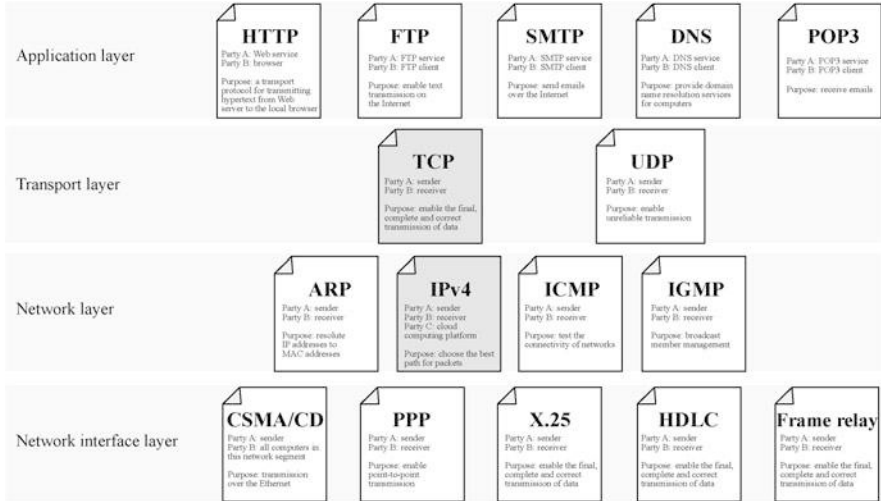 Application layer
HTTP
Party A: Web service
Party B: browser
Purpose: a transport
protocol for transmitting
hypertext from Web
server to the local browser
FTP
Party A: FTP service
Party B: FTP client
Purpose: enable text
transmission on
the Internet
SMTP
Party A: SMTP service
Party B: SMTP client
Purpose: send emails
over the Internet
DNS
Party A: DNS service
Party B: DNS client
Purpose: provide domain
name resolution services
for computers
POP3
Party A: POP3 service
Party B: POP3 client
Purpose: receive emails
Transport layer
TCP
Party A: sender
Party B: receiver
Purpose: enable the final,
complete and correct
transmission of data
UDP
Party A: sender
Party B: receiver
Purpose: enable
unreliable transmission
Network layer
ARP
Party A: sender
Party B: receiver
Purpose: resolute
IP addresses to
MAC addresses
IPv4
Party A: sender
Party B: receiver
Party C: cloud
computing platform
Purpose: choose the best
path for packets
ICMP
Party A: sender
Party B: receiver
Purpose: test the
connectivity of networks
IGMP
Party A: sender
Party B: receiver
Purpose: broadcast
member management
Network interface layer
CSMA/CD
Party A: sender
Party B: all computers in
this network segment
Purpose: transmission
over the Ethernet
PPP
Party A: sender
Party B: receiver
Purpose: enable
point-to-point
transmission
X.25
Party A: sender
Party B: receiver
Purpose: enable the final,
complete and correct
transmission of data
HDLC
Party A: sender
Party B: receiver
Purpose: enable the final,
complete and correct
transmission of data
Frame relay
Party A: sender
Party B: receiver
Purpose: enable the final,
complete and correct
transmission of data